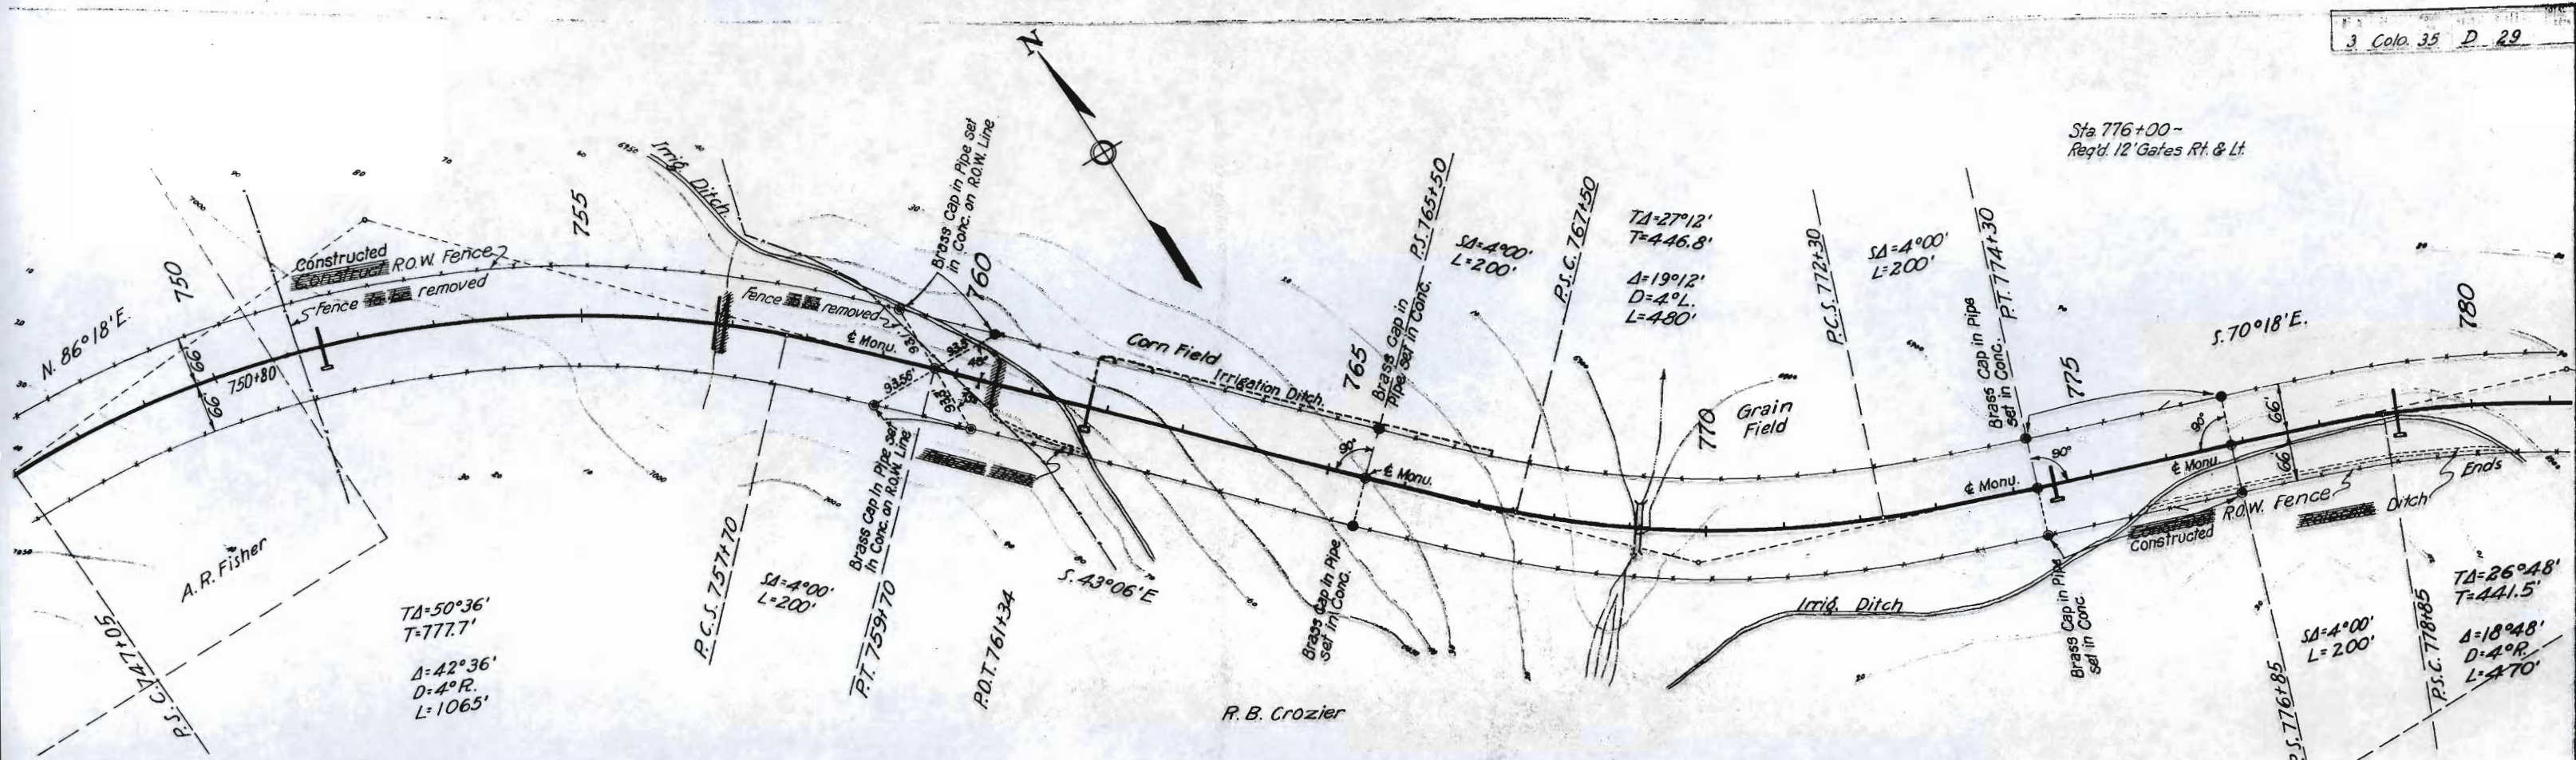 3 Colo. 35 D 29
N
Sta. 776+00~
Req'd. 12' Gates Rt. & Lt.
N. 86°18'E.
750
755
760
765
770
775
780
Constructed
R.O.W. Fence
Fence
removed
66'
66'
750+80
Irrig. Ditch
Fence
removed
Brass Cap in Pipe set
in Conc. on R.O.W. Line
₵ Monu.
93.55'
Corn Field
Irrigation Ditch
Brass Cap in
Pipe set in Conc.
P.S. 765+50
SΔ=4°00'
L=200'
P.S.C. 767+50
TΔ=27°12'
T=446.8'
Δ=19°12'
D=4°L.
L=480'
P.C.S. 772+30
SΔ=4°00'
L=200'
P.T. 774+30
Brass Cap in Pipe
set in Conc.
S. 70°18'E.
Grain
Field
90°
₵ Monu.
₵ Monu.
90°
90°
₵ Monu.
66'
66'
R.O.W. Fence
Constructed
Ditch
Ends
A.R. Fisher
P.S.C. 747+05
TΔ=50°36'
T=777.7'
Δ=42°36'
D=4°R.
L=1065'
P.C.S. 757+70
SΔ=4°00'
L=200'
Brass Cap in Pipe set
in Conc. on R.O.W. Line
P.T. 759+70
P.O.T. 761+34
S. 43°06'E
Brass Cap in Pipe
set in Conc.
R. B. Crozier
Irrig. Ditch
Brass Cap in Pipe
set in Conc.
P.S. 776+85
SΔ=4°00'
L=200'
P.S.C. 778+85
TΔ=26°48'
T=441.5'
Δ=18°48'
D=4°R.
L=470'